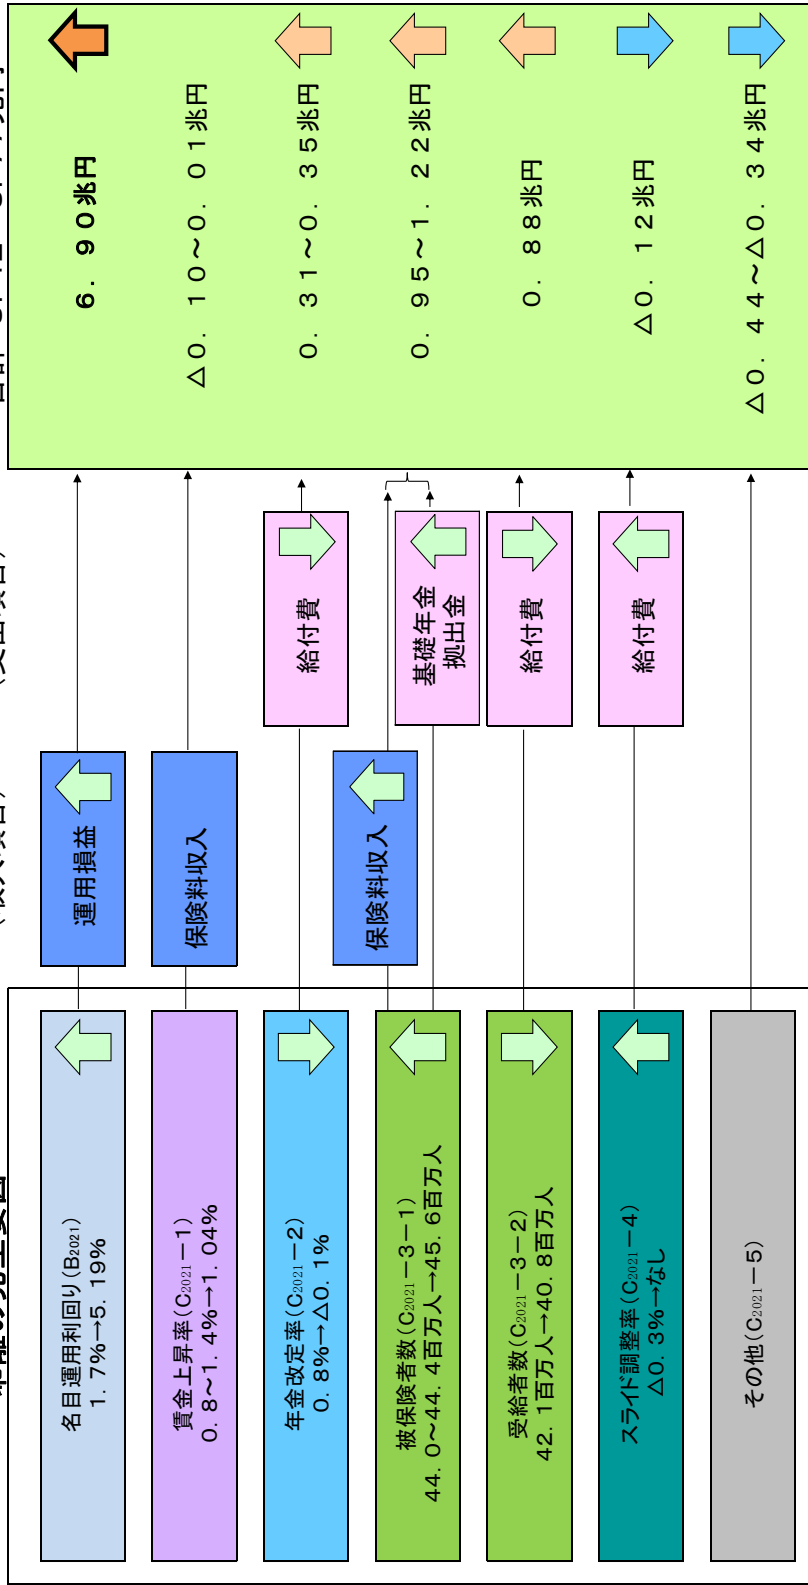 名目運用利回り(B2021)
1.7%→5.19%
運用損益
6.90兆円
賃金上昇率(C2021-1)
0.8～1.4%→1.04%
保険料収入
△0.10～0.01兆円
年金改定率(C2021-2)
0.8%→△0.1%
給付費
0.31～0.35兆円
被保険者数(C2021-3-1)
44.0～44.4百万人→45.6百万人
保険料収入
基礎年金
拠出金
0.95～1.22兆円
受給者数(C2021-3-2)
42.1百万人→40.8百万人
給付費
0.88兆円
スライド調整率(C2021-4)
△0.3%→なし
給付費
△0.12兆円
その他(C2021-5)
△0.44～△0.34兆円